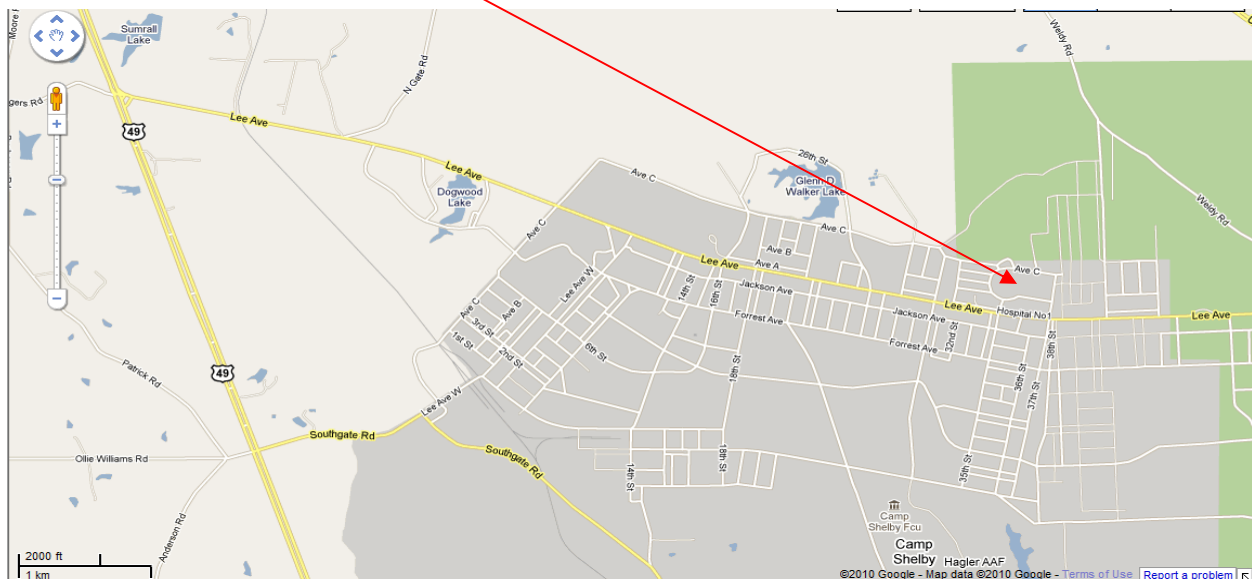 Moore R
Sumrall
Lake
N Gate Rd
Weldy Rd
gers Rd
49
Lee Ave
Lee Ave
26th St
Glenn D
Walker Lake
Dogwood
Lake
Ave C
Ave C
Ave C
Weldy Rd
Ave B
Ave A
Lee Ave
Ave C
Lee Ave W
14th St
16th St
Jackson Ave
Lee Ave
Hospital No1
Lee Ave
Ave C
Ave B
3rd St
1st St
2nd St
Forrest Ave
Jackson Ave
32nd St
38th St
6th St
Forrest Ave
Patrick Rd
49
18th St
36th St
37th St
Lee Ave W
Southgate Rd
Ollie Williams Rd
Southgate Rd
14th St
18th St
35th St
Anderson Rd
Camp
Shelby Fcu
Camp
Shelby
Hagler AAF
2000 ft
1 km
©2010 Google - Map data ©2010 Google - Terms of Use
Report a problem